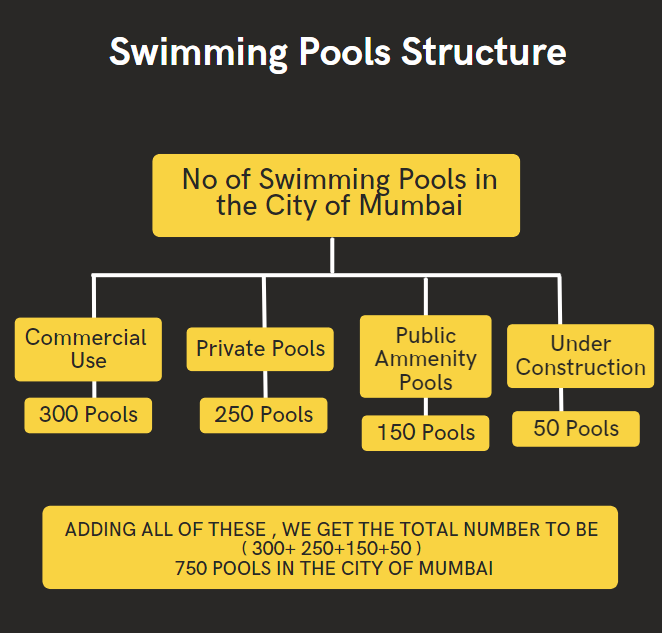 Swimming Pools Structure
No of Swimming Pools in
the City of Mumbai
Commercial
Use
300 Pools
Private Pools
250 Pools
Public
Ammenity
Pools
150 Pools
Under
Construction
50 Pools
ADDING ALL OF THESE , WE GET THE TOTAL NUMBER TO BE
( 300+ 250+150+50 )
750 POOLS IN THE CITY OF MUMBAI